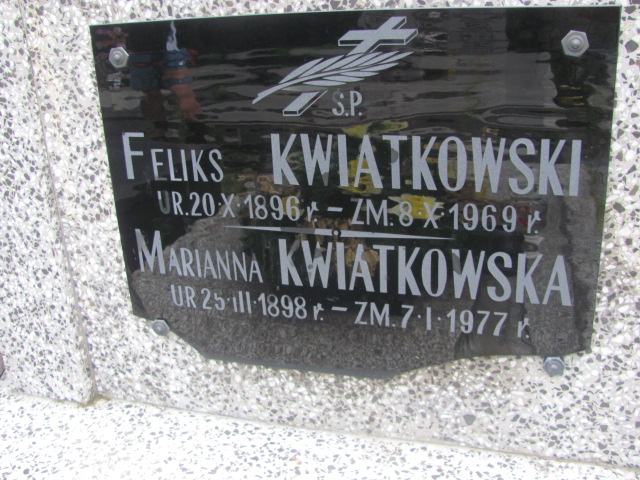 Ś.P.
FELIKS KWIATKOWSKI
UR.20·X·1896 r. – ZM.8·X·1969 r.
MARIANNA KWIATKOWSKA
UR 25·III·1898 r. – ZM.7·I·1977 r.